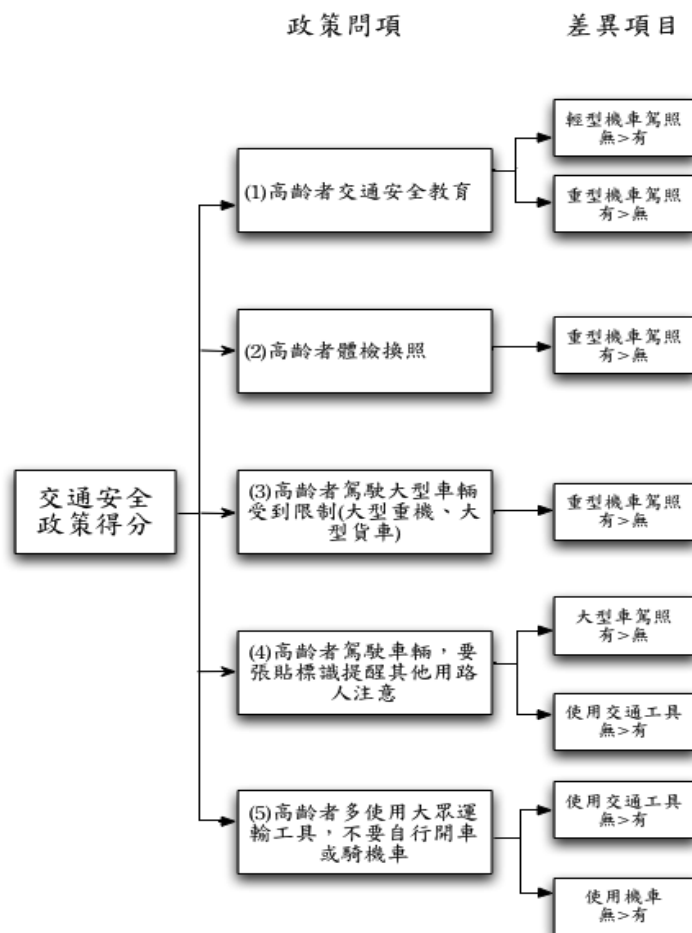 政策問項
差異項目
交通安全
政策得分
(1)高齡者交通安全教育
輕型機車駕照
無>有
重型機車駕照
有>無
(2)高齡者體檢換照
重型機車駕照
有>無
(3)高齡者駕駛大型車輛
受到限制(大型重機、大
型貨車)
重型機車駕照
有>無
(4)高齡者駕駛車輛，要
張貼標識提醒其他用路
人注意
大型車駕照
有>無
使用交通工具
無>有
(5)高齡者多使用大眾運
輸工具，不要自行開車
或騎機車
使用交通工具
無>有
使用機車
無>有